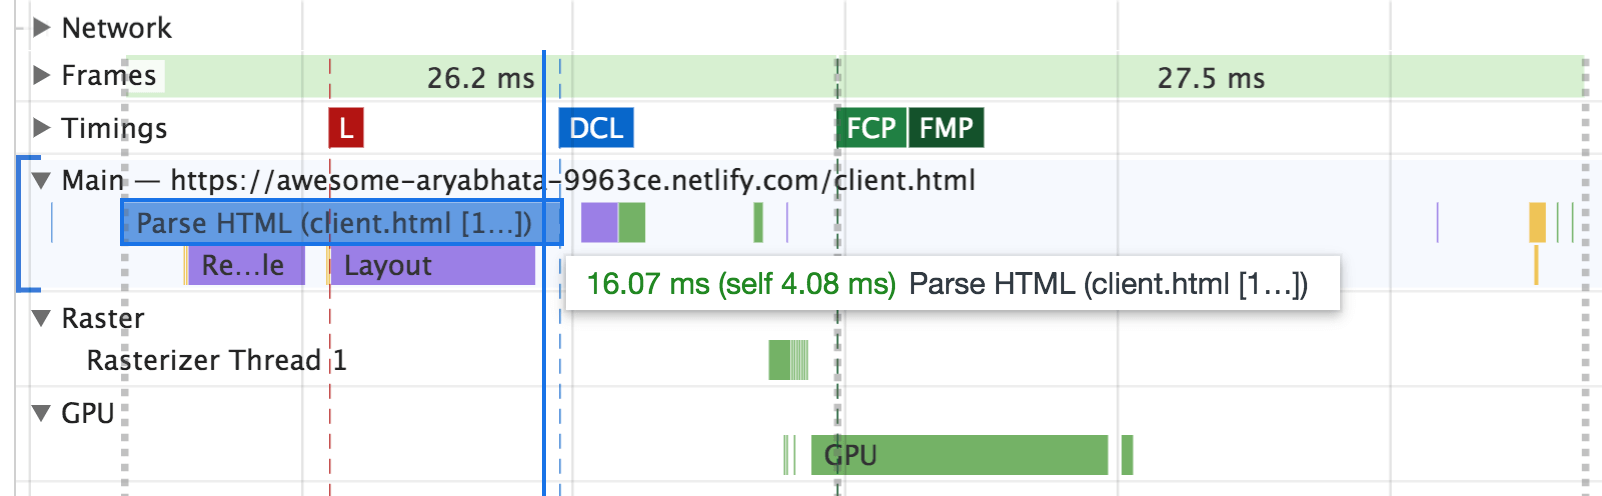 Network
Frames 26.2 ms 27.5 ms
Timings L DCL FCP FMP
Main — https://awesome-aryabhata-9963ce.netlify.com/client.html
Parse HTML (client.html [1…])
Re…le Layout
16.07 ms (self 4.08 ms) Parse HTML (client.html [1…])
Raster
Rasterizer Thread 1
GPU
GPU